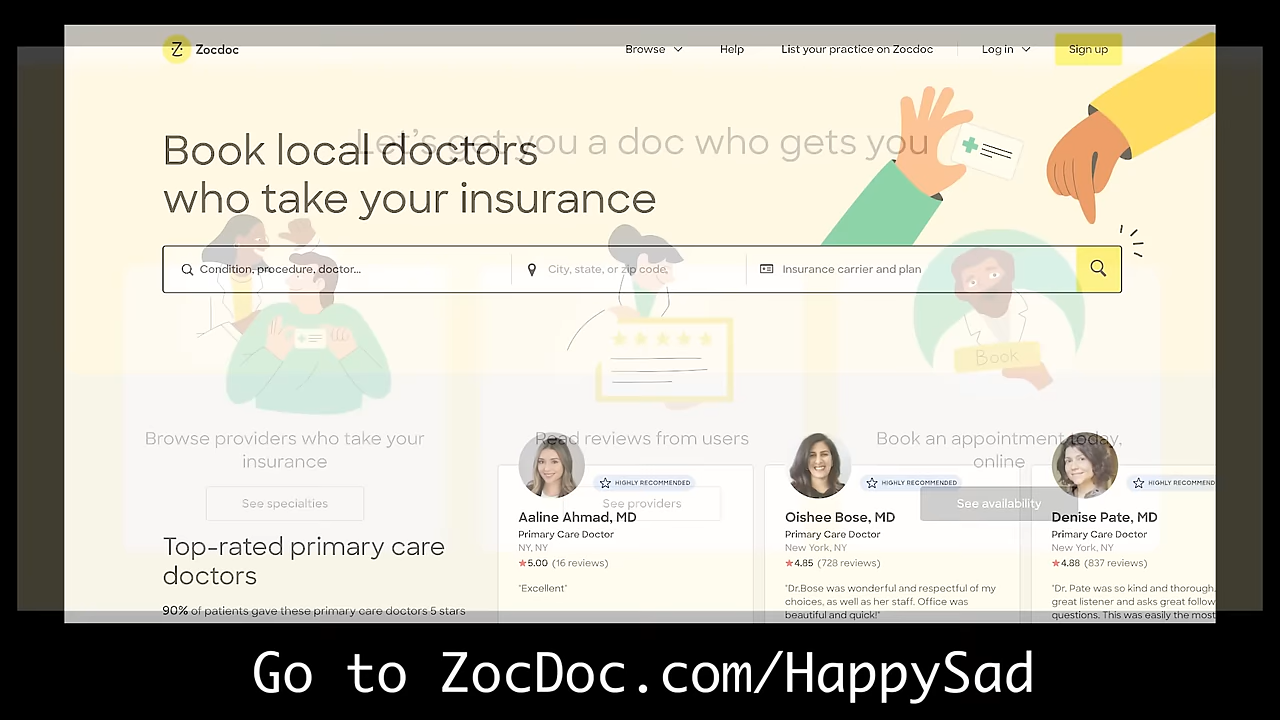 Zocdoc
Browse
Help
List your practice on Zocdoc
Log in
Sign up
Let's get you a doc who gets you
Book local doctors
who take your insurance
Condition, procedure, doctor...
City, state, or zip code,
Insurance carrier and plan
Book
Browse providers who take your
insurance
See specialties
Read reviews from users
See providers
Book an appointment today,
online
See availability
Top-rated primary care
doctors
90% of patients gave these primary care doctors 5 stars
HIGHLY RECOMMENDED
Aaline Ahmad, MD
Primary Care Doctor
NY, NY
5.00 (16 reviews)
"Excellent"
HIGHLY RECOMMENDED
Oishee Bose, MD
Primary Care Doctor
New York, NY
4.85 (728 reviews)
"Dr.Bose was wonderful and respectful of my
choices, as well as her staff. Office was
beautiful and quick!"
HIGHLY RECOMMEND
Denise Pate, MD
Primary Care Doctor
New York, NY
4.88 (837 reviews)
"Dr. Pate was so kind and thorough.
great listener and asks great follow
questions. This was easily the most
Go to ZocDoc.com/HappySad